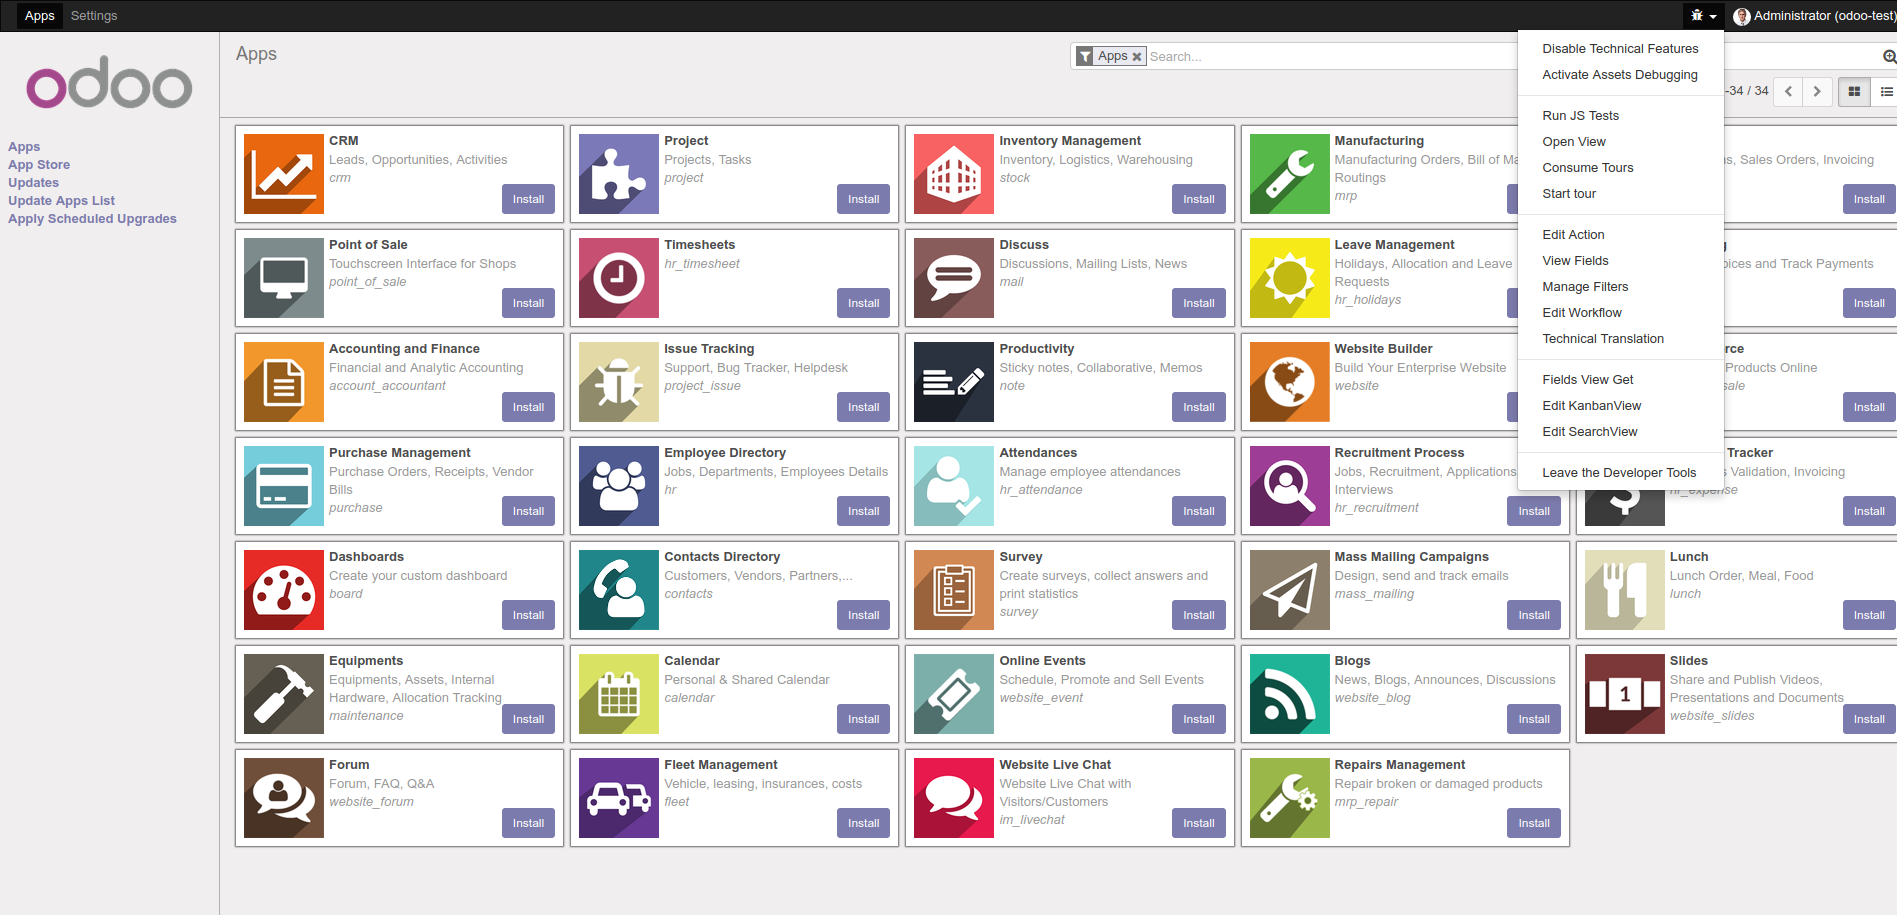 Apps Settings Administrator (odoo-test)
odoo
Apps
App Store
Updates
Update Apps List
Apply Scheduled Upgrades
Apps
Apps Search...
-34 / 34
Disable Technical Features
Activate Assets Debugging
Run JS Tests
Open View
Consume Tours
Start tour
Edit Action
View Fields
Manage Filters
Edit Workflow
Technical Translation
Fields View Get
Edit KanbanView
Edit SearchView
Leave the Developer Tools
CRM
Leads, Opportunities, Activities
crm
Install
Project
Projects, Tasks
project
Install
Inventory Management
Inventory, Logistics, Warehousing
stock
Install
Manufacturing
Manufacturing Orders, Bill of
Routings
mrp
Sales Orders, Invoicing
Install
Point of Sale
Touchscreen Interface for Shops
point_of_sale
Install
Timesheets
hr_timesheet
Install
Discuss
Discussions, Mailing Lists, News
mail
Install
Leave Management
Holidays, Allocation and Leave
Requests
hr_holidays
and Track Payments
Install
Accounting and Finance
Financial and Analytic Accounting
account_accountant
Install
Issue Tracking
Support, Bug Tracker, Helpdesk
project_issue
Install
Productivity
Sticky notes, Collaborative, Memos
note
Install
Website Builder
Build Your Enterprise Website
website
Products Online
Install
Purchase Management
Purchase Orders, Receipts, Vendor
Bills
purchase
Install
Employee Directory
Jobs, Departments, Employees Details
hr
Install
Attendances
Manage employee attendances
hr_attendance
Install
Recruitment Process
Jobs, Recruitment, Applications
Interviews
hr_recruitment
Install
Tracker
Validation, Invoicing
hr_expense
Install
Dashboards
Create your custom dashboard
board
Install
Contacts Directory
Customers, Vendors, Partners,...
contacts
Install
Survey
Create surveys, collect answers and
print statistics
survey
Install
Mass Mailing Campaigns
Design, send and track emails
mass_mailing
Install
Lunch
Lunch Order, Meal, Food
lunch
Install
Equipments
Equipments, Assets, Internal
Hardware, Allocation Tracking
maintenance
Install
Calendar
Personal & Shared Calendar
calendar
Install
Online Events
Schedule, Promote and Sell Events
website_event
Install
Blogs
News, Blogs, Announces, Discussions
website_blog
Install
1
Slides
Share and Publish Videos,
Presentations and Documents
website_slides
Install
Forum
Forum, FAQ, Q&A
website_forum
Install
Fleet Management
Vehicle, leasing, insurances, costs
fleet
Install
Website Live Chat
Website Live Chat with
Visitors/Customers
im_livechat
Install
Repairs Management
Repair broken or damaged products
mrp_repair
Install